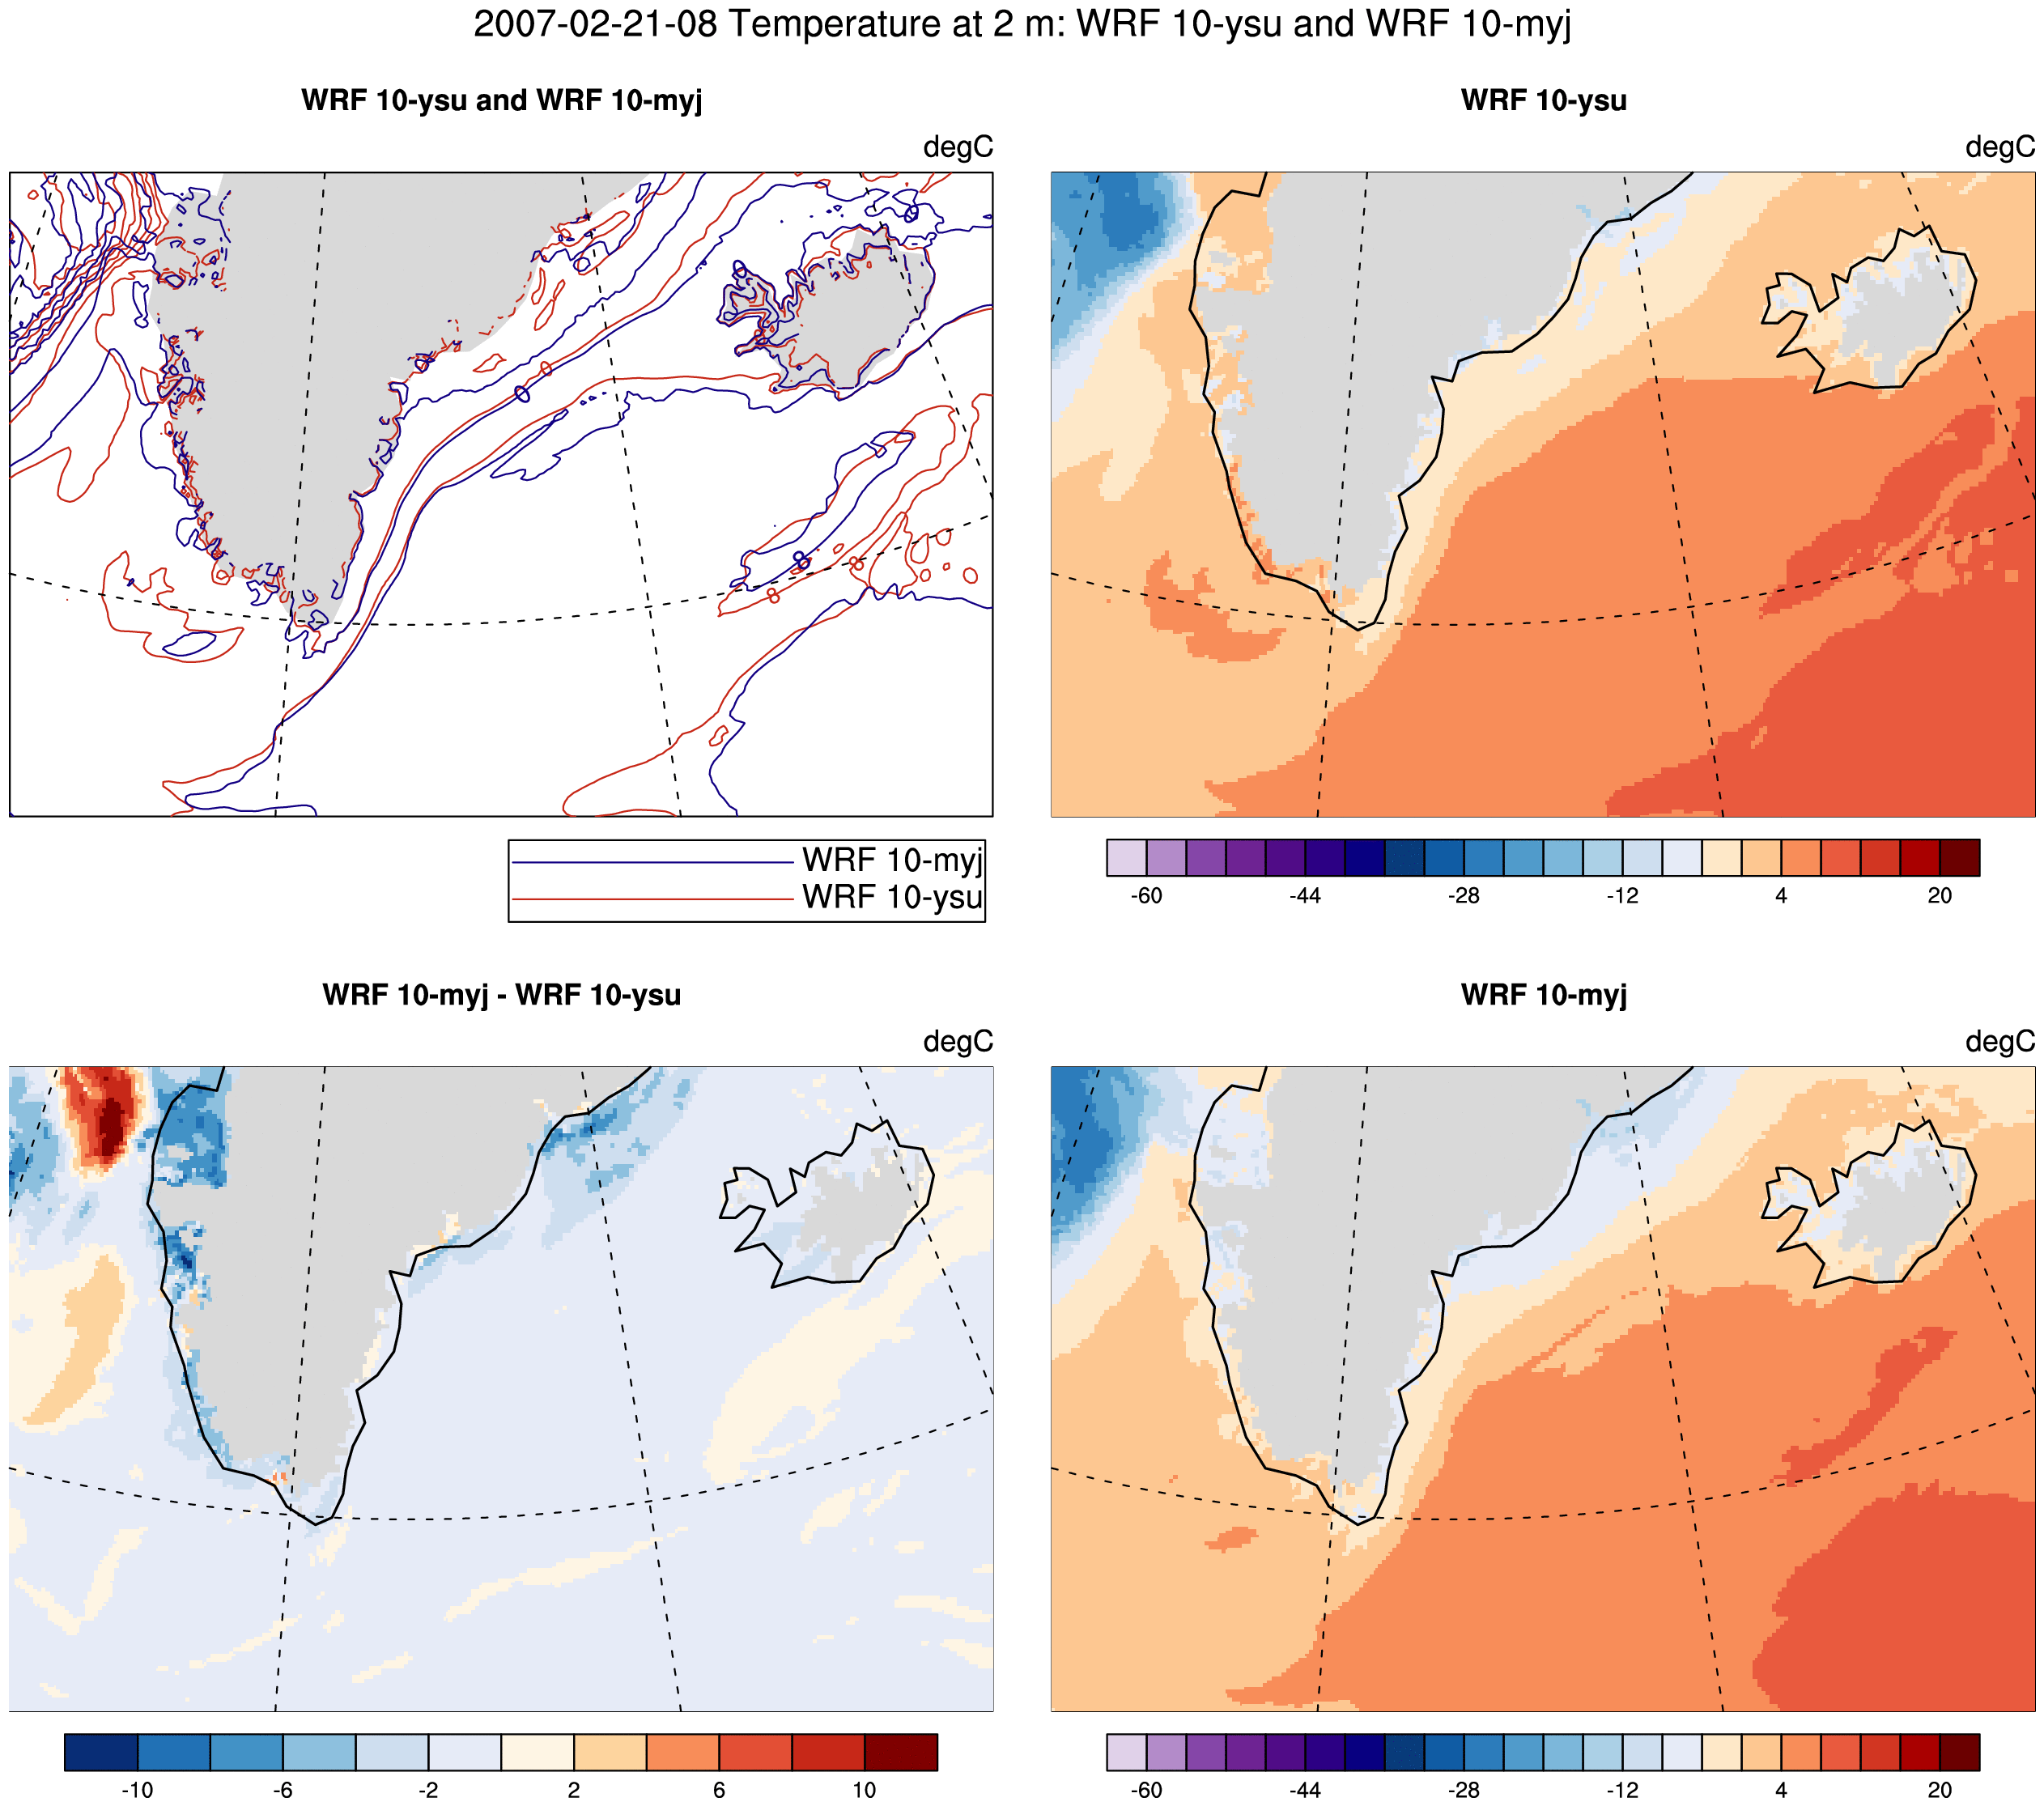 2007-02-21-08 Temperature at 2 m: WRF 10-ysu and WRF 10-myj
WRF 10-ysu and WRF 10-myj
degC
WRF 10-myj
WRF 10-ysu
WRF 10-ysu
degC
-60 -44 -28 -12 4 20
WRF 10-myj - WRF 10-ysu
degC
-10 -6 -2 2 6 10
WRF 10-myj
degC
-60 -44 -28 -12 4 20